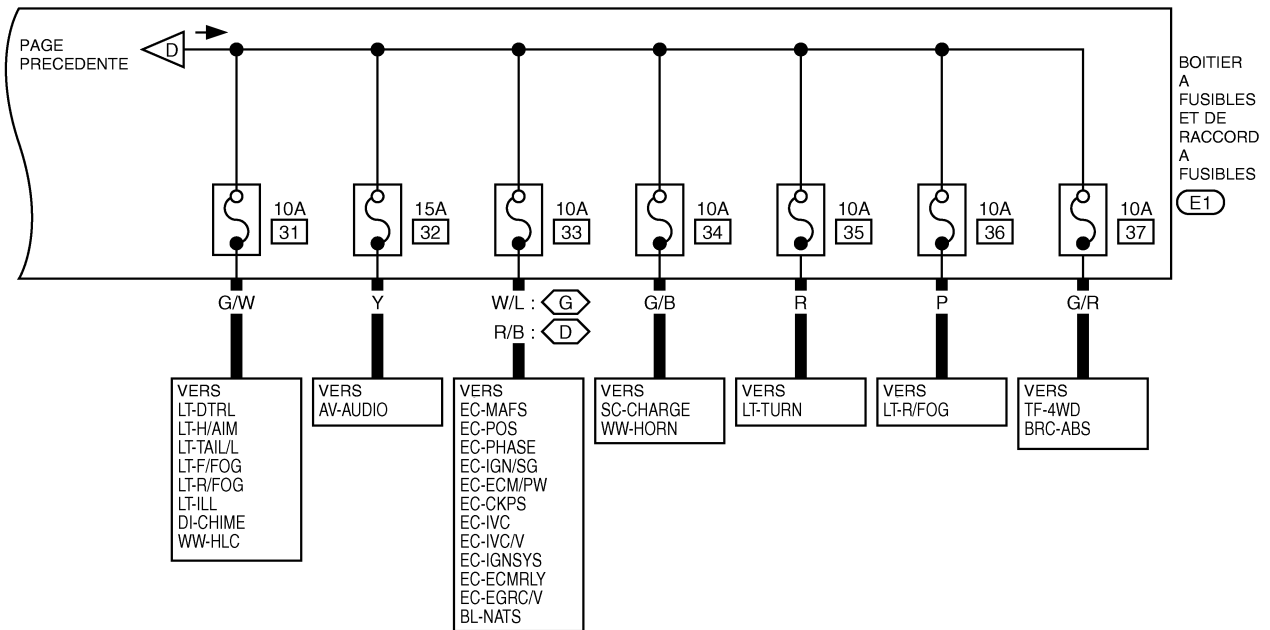 PAGE
PRECEDENTE
D
BOITIER
A
FUSIBLES
ET DE
RACCORD
A
FUSIBLES
E1
10A
31
15A
32
10A
33
10A
34
10A
35
10A
36
10A
37
G/W
Y
W/L : G
R/B : D
G/B
R
P
G/R
VERS
LT-DTRL
LT-H/AIM
LT-TAIL/L
LT-F/FOG
LT-R/FOG
LT-ILL
DI-CHIME
WW-HLC
VERS
AV-AUDIO
VERS
EC-MAFS
EC-POS
EC-PHASE
EC-IGN/SG
EC-ECM/PW
EC-CKPS
EC-IVC
EC-IVC/V
EC-IGNSYS
EC-ECMRLY
EC-EGRC/V
BL-NATS
VERS
SC-CHARGE
WW-HORN
VERS
LT-TURN
VERS
LT-R/FOG
VERS
TF-4WD
BRC-ABS